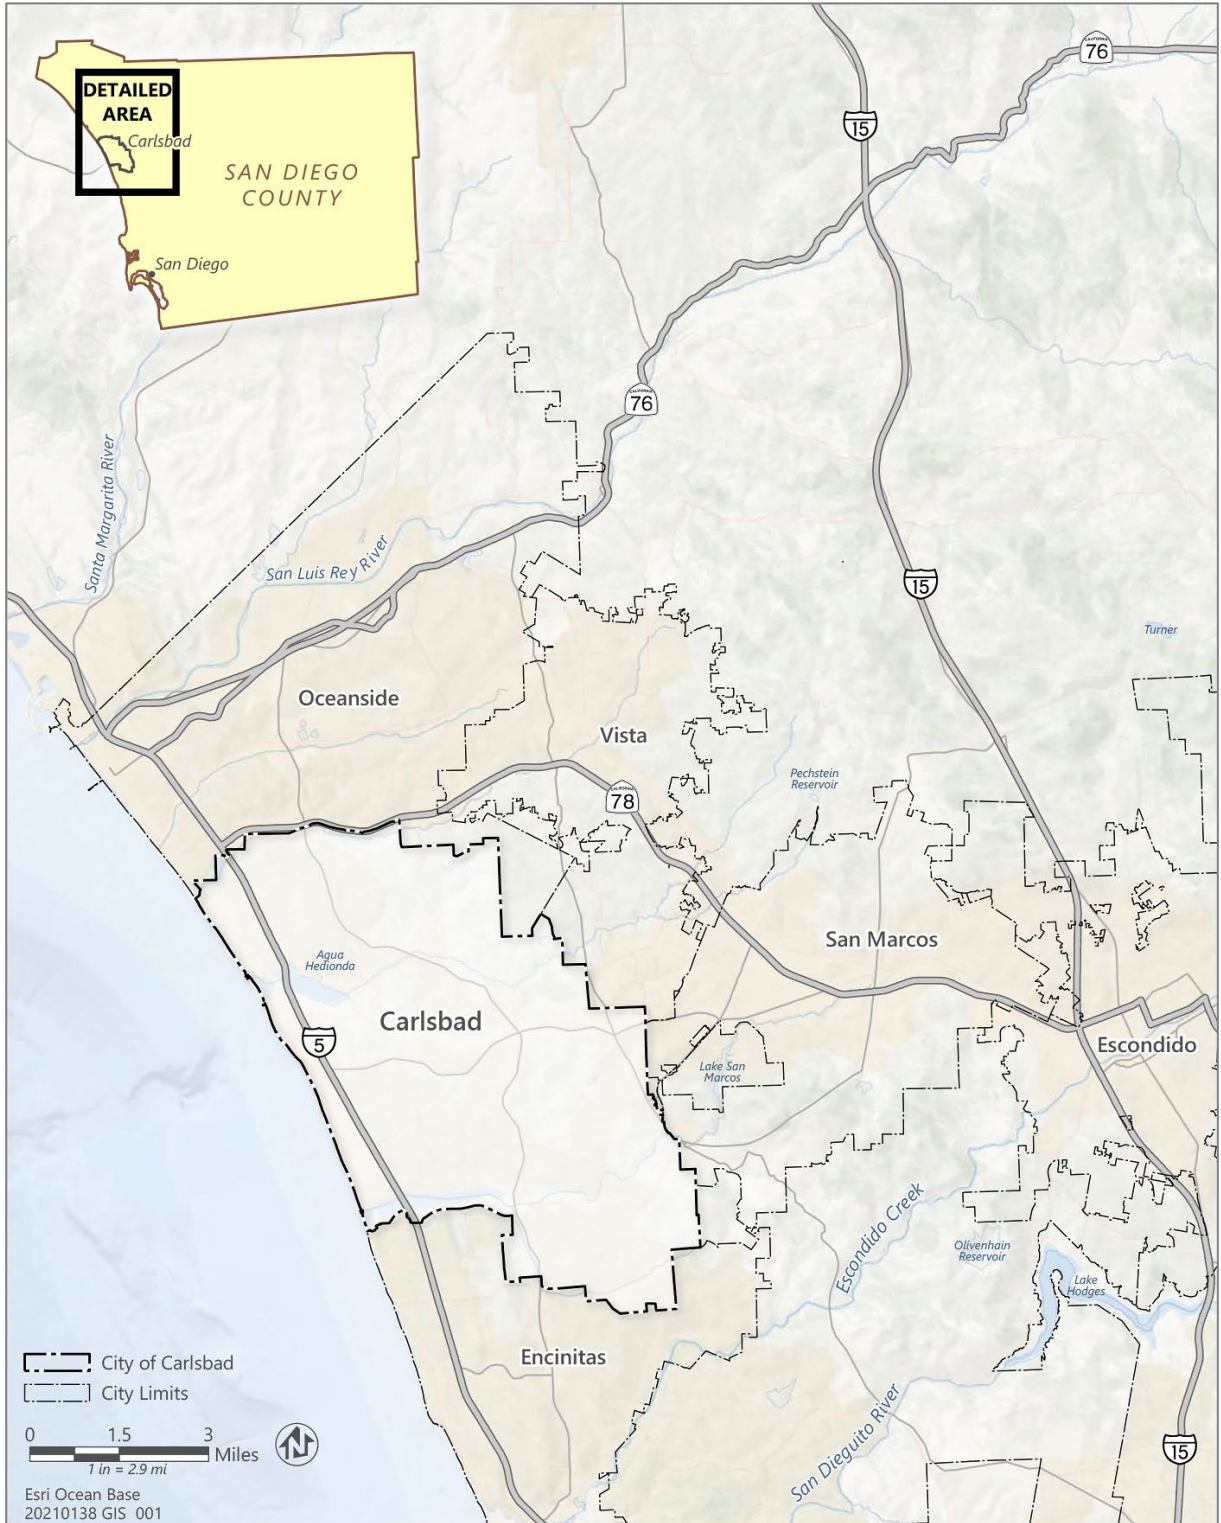 DETAILED
AREA
Carlsbad
SAN DIEGO
COUNTY
San Diego
CALIFORNIA
76
15
CALIFORNIA
76
Santa Margarita River
San Luis Rey River
15
Turner
Oceanside
Vista
Pechstein
Reservoir
CALIFORNIA
78
San Marcos
Agua
Hedionda
Carlsbad
5
Escondido
Lake San
Marcos
Escondido Creek
Olivenhain
Reservoir
Lake
Hodges
Encinitas
San Dieguito River
15
City of Carlsbad
City Limits
0 1.5 3
Miles
1 in = 2.9 mi
N
Esri Ocean Base
20210138 GIS 001